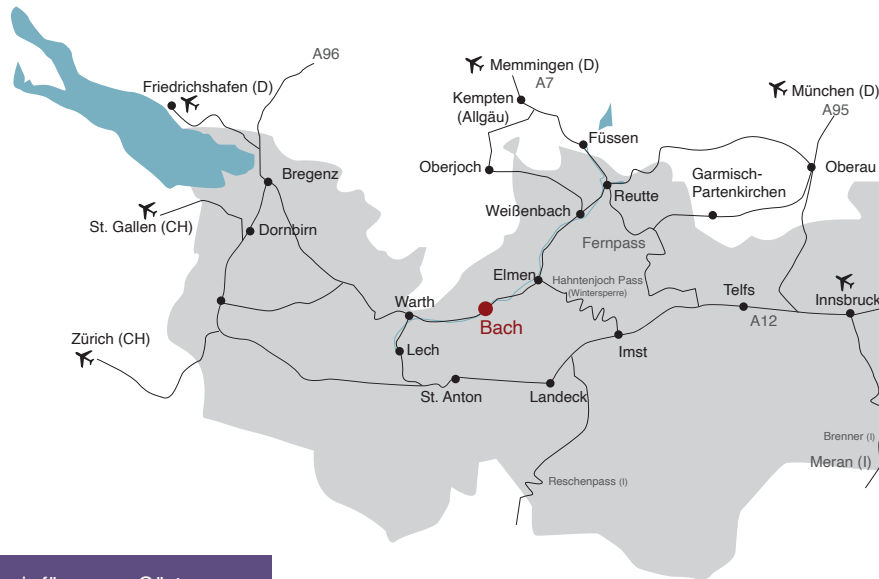 A96
Friedrichshafen (D)
Memmingen (D)
A7
Kempten
(Allgäu)
München (D)
A95
Füssen
Oberjoch
Bregenz
Garmisch-
Partenkirchen
Oberau
Reutte
Weißenbach
St. Gallen (CH)
Dornbirn
Fernpass
Elmen
Hahntenjoch Pass
(Wintersperre)
Telfs
Innsbruck
Warth
Bach
A12
Zürich (CH)
Lech
Imst
St. Anton
Landeck
Brenner (I)
Meran (I)
Reschenpass (I)